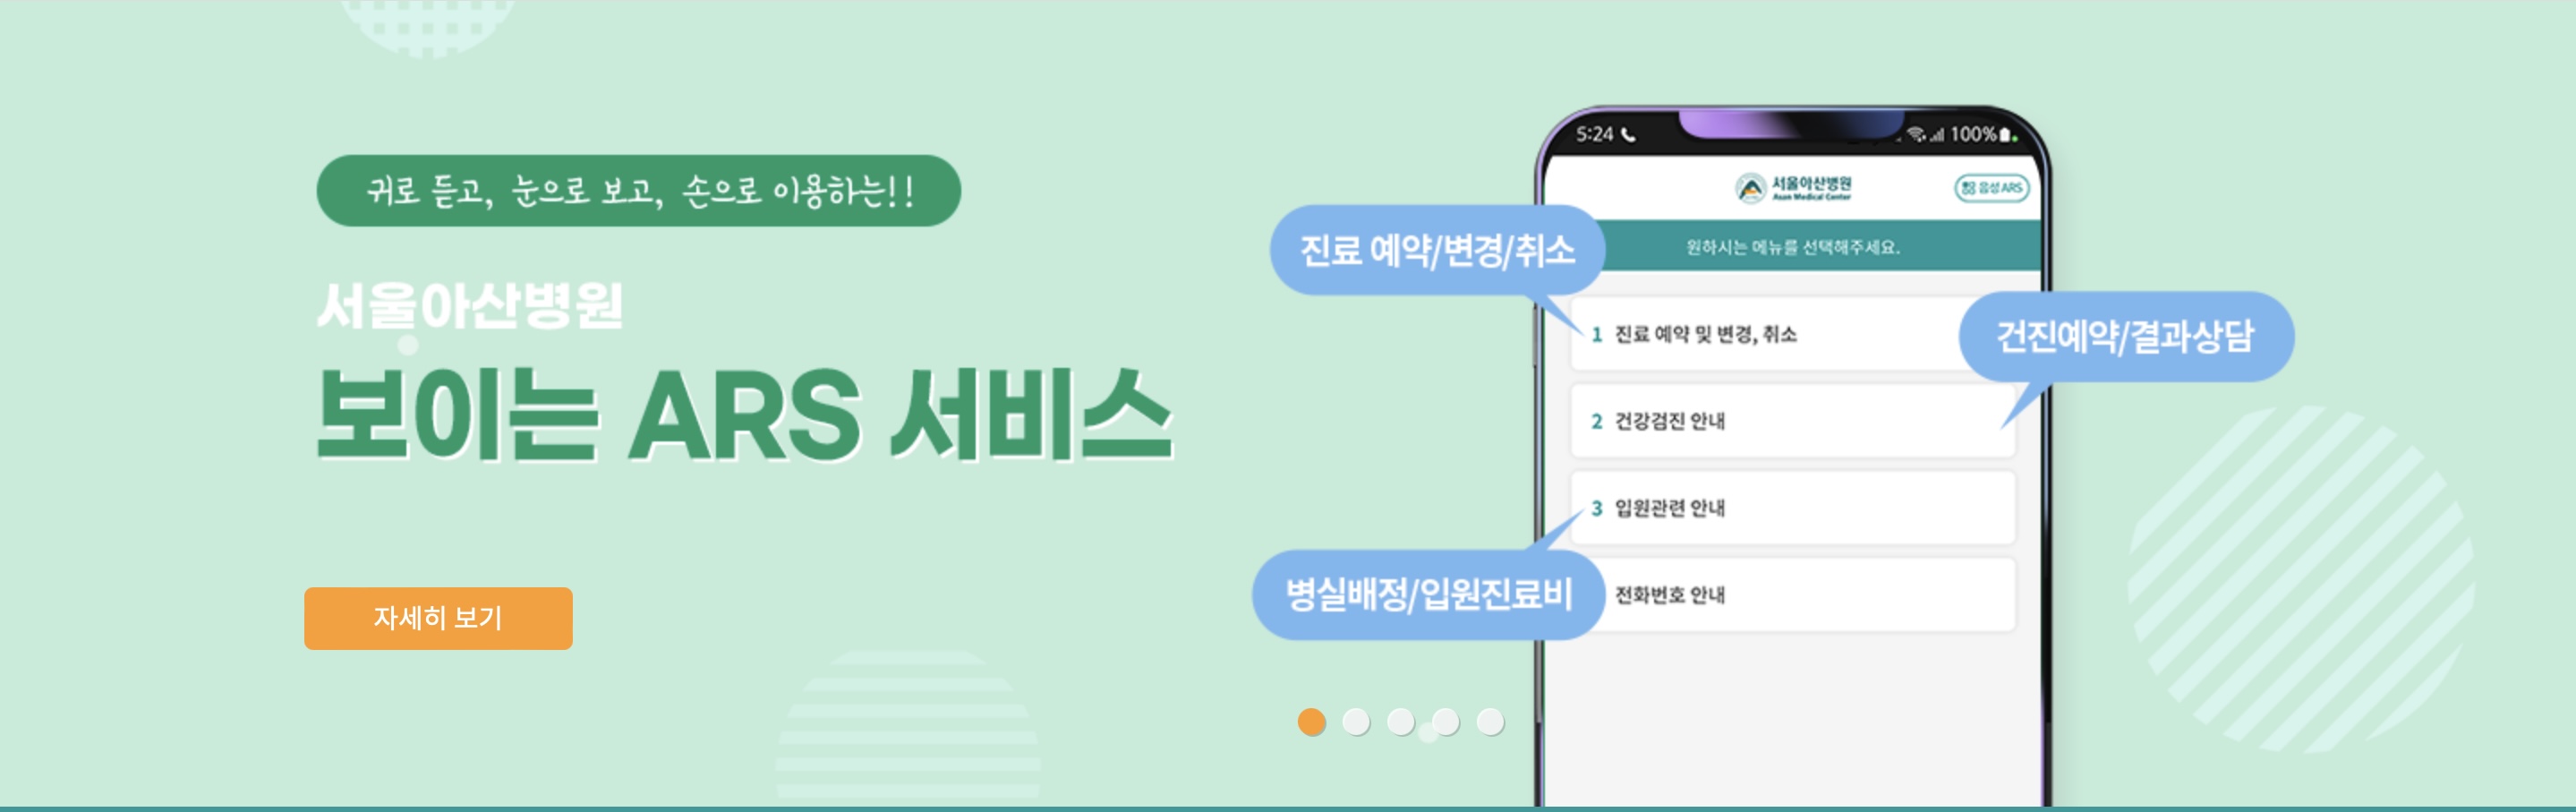 귀로 듣고, 눈으로 보고, 손으로 이용하는!!
서울아산병원
보이는 ARS 서비스
자세히 보기
5:24
100%
서울아산병원
Asan Medical Center
음성 ARS
원하시는 메뉴를 선택해주세요.
진료 예약/변경/취소
1 진료 예약 및 변경, 취소
건진예약/결과상담
2 건강검진 안내
3 입원관련 안내
병실배정/입원진료비
전화번호 안내